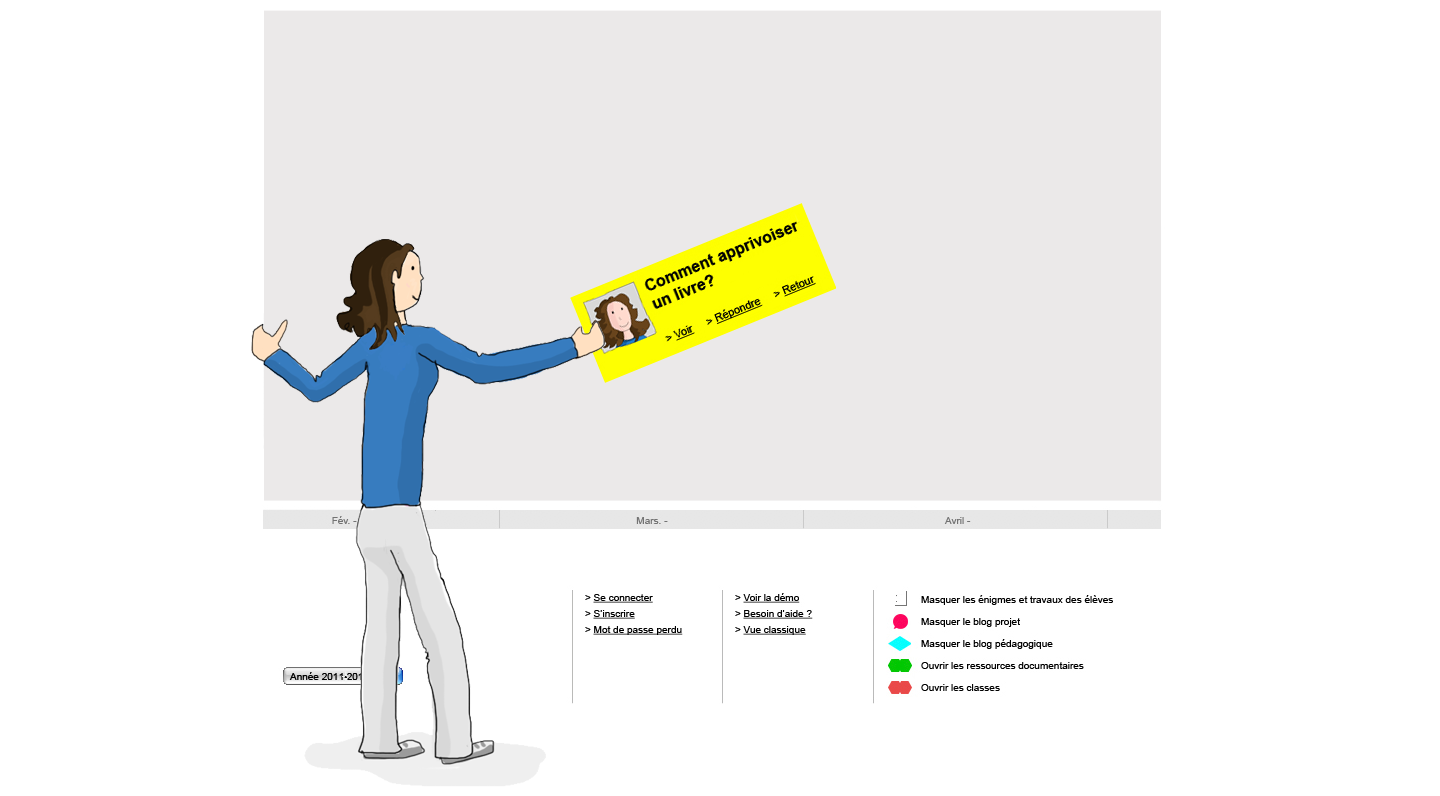 Comment apprivoiser
un livre?
> Voir > Répondre > Retour
Fév. -
Mars. -
Avril -
> Se connecter
> S'inscrire
> Mot de passe perdu
> Voir la démo
> Besoin d'aide ?
> Vue classique
Masquer les énigmes et travaux des élèves
Masquer le blog projet
Masquer le blog pédagogique
Ouvrir les ressources documentaires
Ouvrir les classes
Année 2011-201